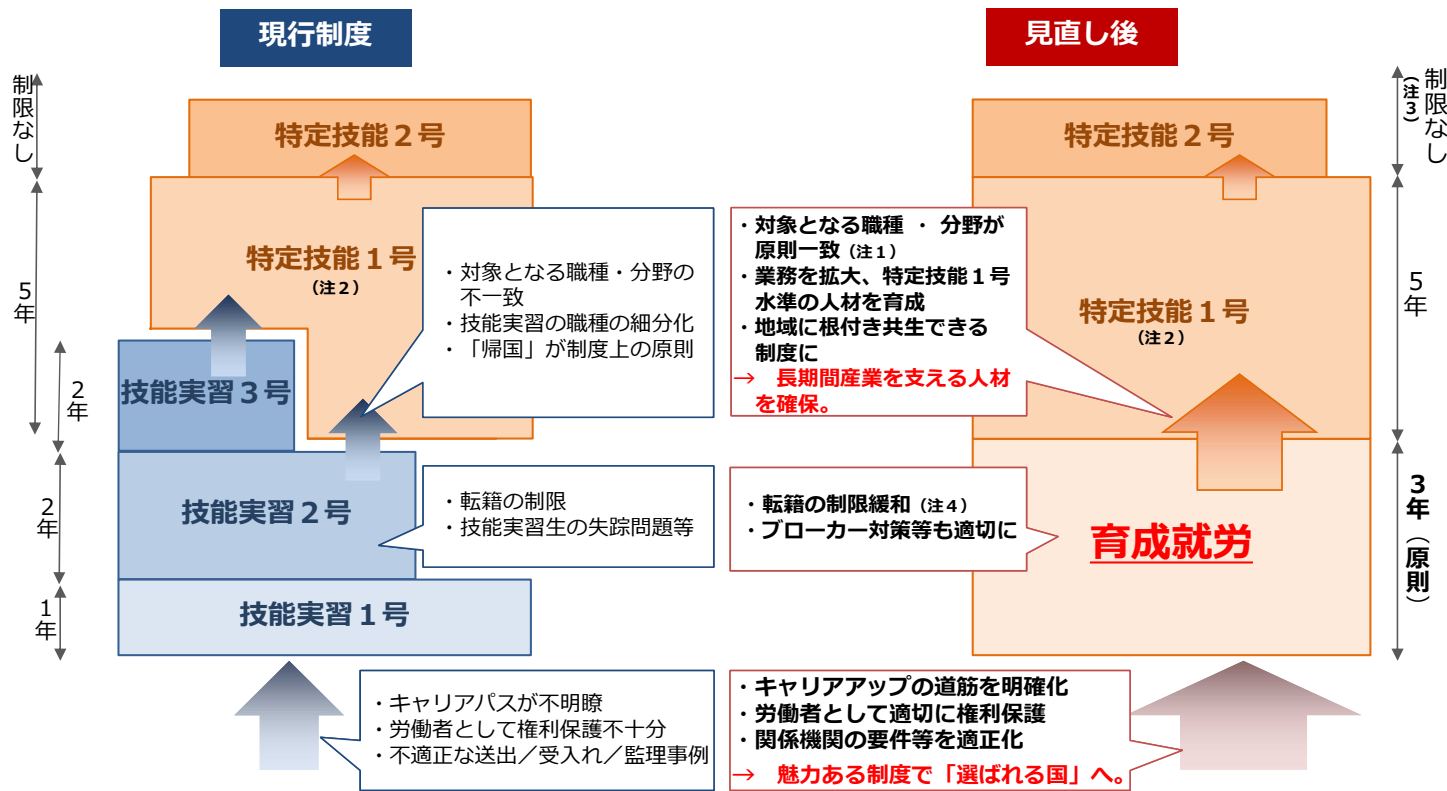 現行制度
見直し後
制限なし
5年
2年
2年
1年
特定技能２号
特定技能１号
（注２）
技能実習３号
技能実習２号
技能実習１号
・対象となる職種・分野の
不一致
・技能実習の職種の細分化
・「帰国」が制度上の原則
・転籍の制限
・技能実習生の失踪問題等
・キャリアパスが不明瞭
・労働者として権利保護不十分
・不適正な送出／受入れ／監理事例
・対象となる職種 ・ 分野が
原則一致（注１）
・業務を拡大、特定技能１号
水準の人材を育成
・地域に根付き共生できる
制度に
→ 長期間産業を支える人材
を確保。
・転籍の制限緩和（注４）
・ブローカー対策等も適切に
・キャリアアップの道筋を明確化
・労働者として適切に権利保護
・関係機関の要件等を適正化
→ 魅力ある制度で「選ばれる国」へ。
特定技能２号
特定技能１号
（注２）
育成就労
制限なし
（注３）
5年
３年（原則）